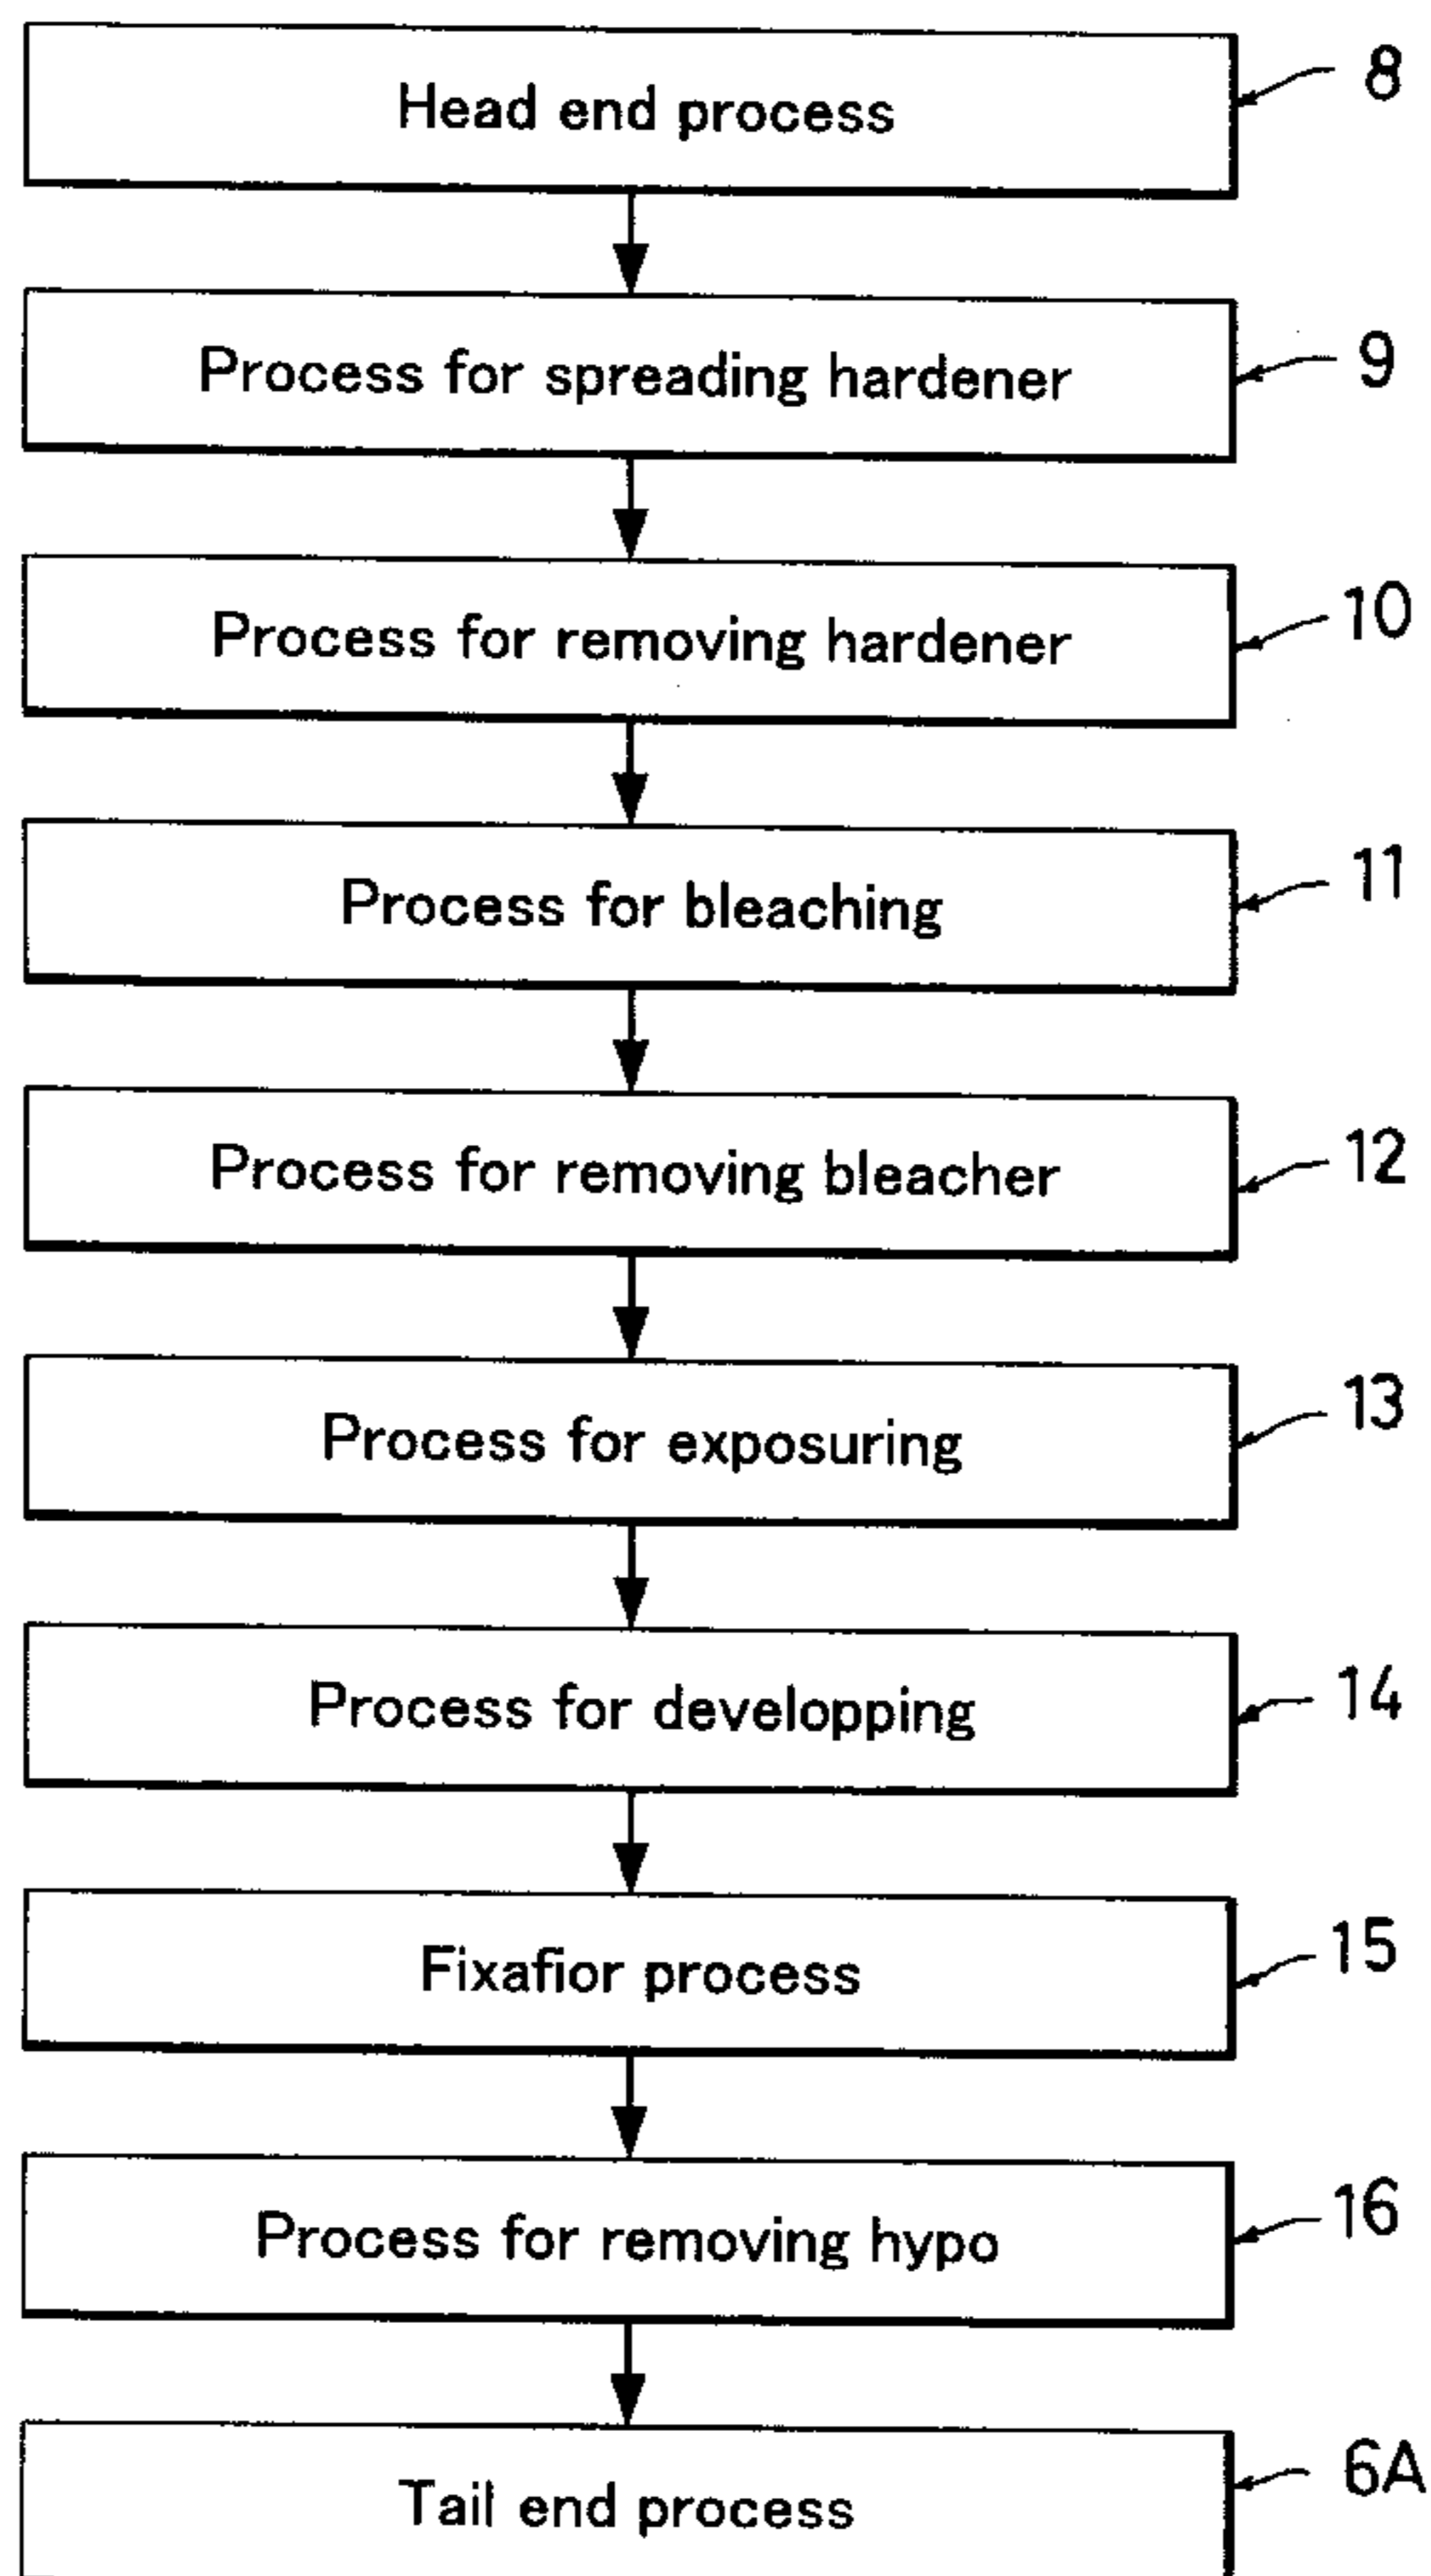 Head end process 8
Process for spreading hardener 9
Process for removing hardener 10
Process for bleaching 11
Process for removing bleacher 12
Process for exposuring 13
Process for developping 14
Fixafior process 15
Process for removing hypo 16
Tail end process 6A